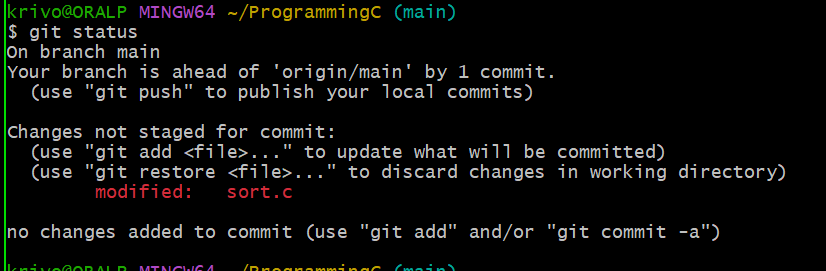 krivo@ORALP MINGW64 ~/ProgrammingC (main)
$ git status
On branch main
Your branch is ahead of 'origin/main' by 1 commit.
  (use "git push" to publish your local commits)

Changes not staged for commit:
  (use "git add <file>..." to update what will be committed)
  (use "git restore <file>..." to discard changes in working directory)
        modified:   sort.c

no changes added to commit (use "git add" and/or "git commit -a")

krivo@ORALP MINGW64 ~/ProgrammingC (main)